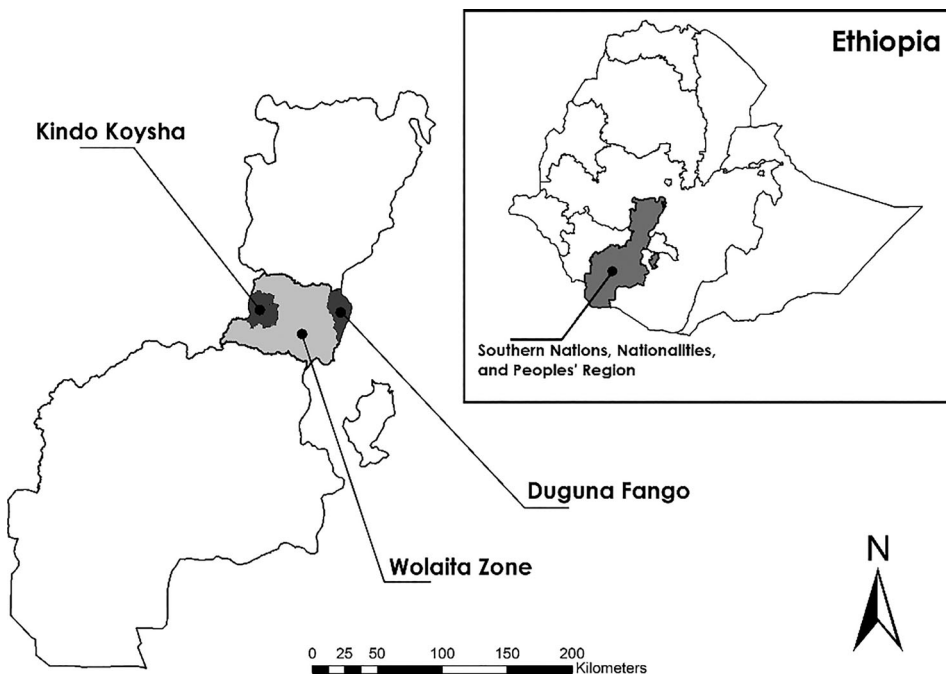 Ethiopia
Kindo Koysha
Southern Nations, Nationalities,
and Peoples' Region
Duguna Fango
Wolaita Zone
N
0 25 50 100 150 200
Kilometers